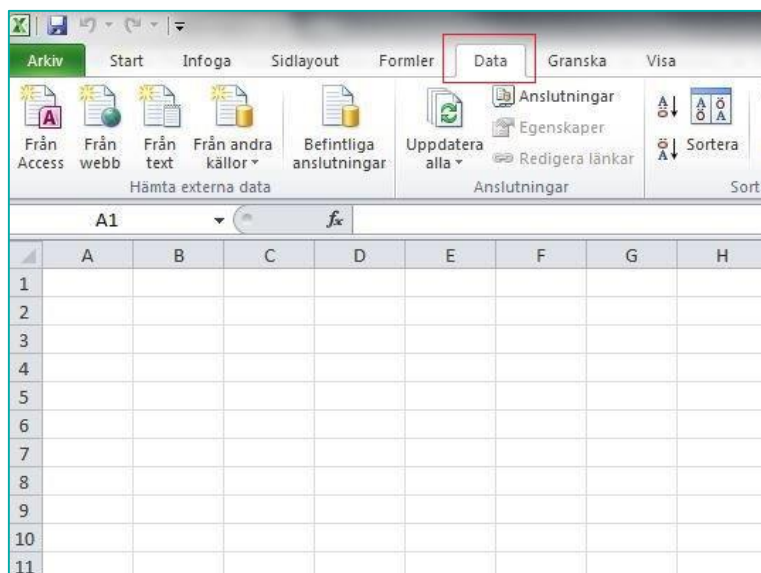 Arkiv Start Infoga Sidlayout Formler Data Granska Visa
Från Access
Från webb
Från text
Från andra källor
Befintliga anslutningar
Hämta externa data
Uppdatera alla
Anslutningar
Egenskaper
Redigera länkar
Anslutningar
A Ö
Ö A
A Ö
Ö A
Sortera
Sort
A1 fx
A B C D E F G H
1
2
3
4
5
6
7
8
9
10
11